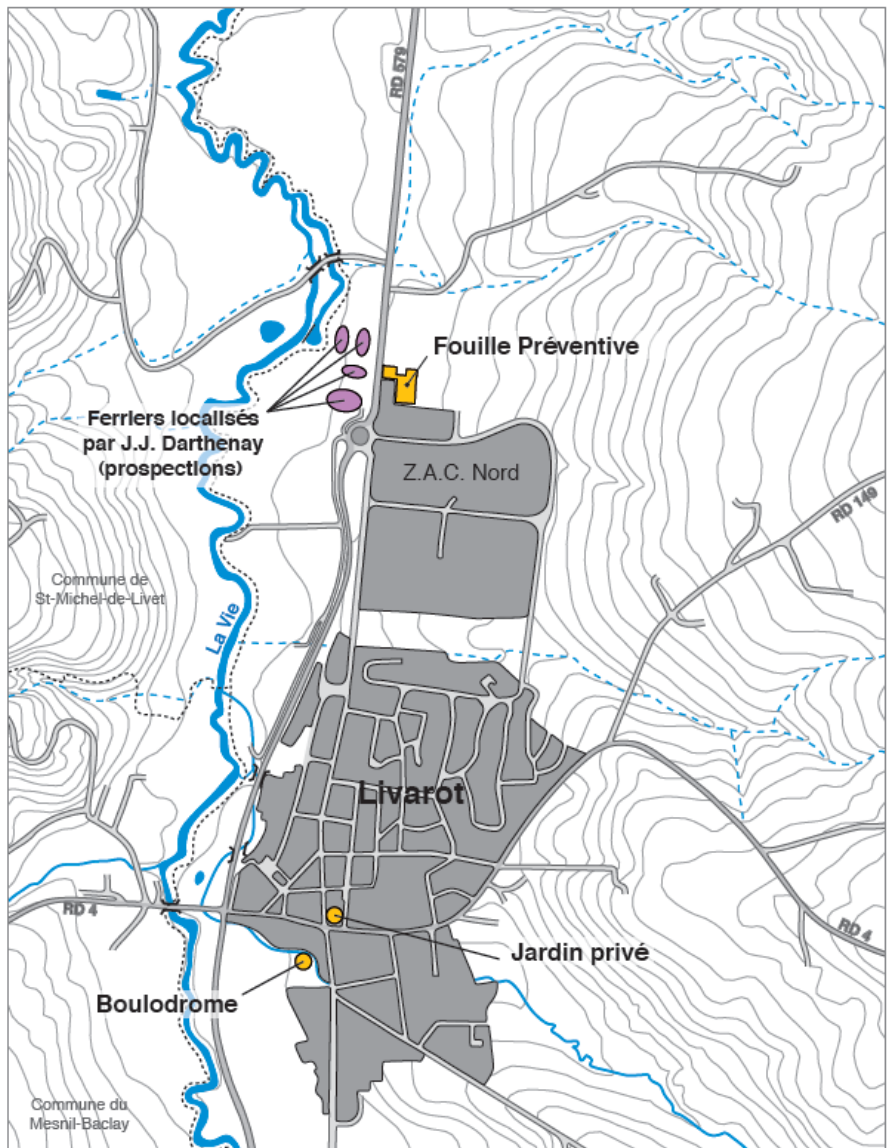 RD 579
Fouille Préventive
Ferriers localisés
par J.J. Darthenay
(prospections)
Z.A.C. Nord
RD 149
Commune de
St-Michel-de-Livet
La Vie
Livarot
RD 4
RD 4
Jardin privé
Boulodrome
Commune du
Mesnil-Baclay